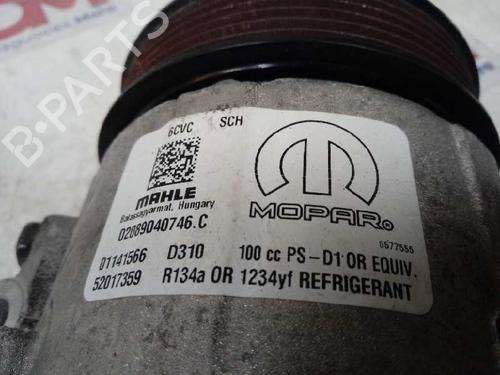 6CVC SCH
MAHLE
Balassagyarmat, Hungary
02089040746.C
MOPAR®
6577555
01141566 D310 100 cc PS-D1 OR EQUIV.
52017359 R134a OR 1234yf REFRIGERANT
B-PARTS